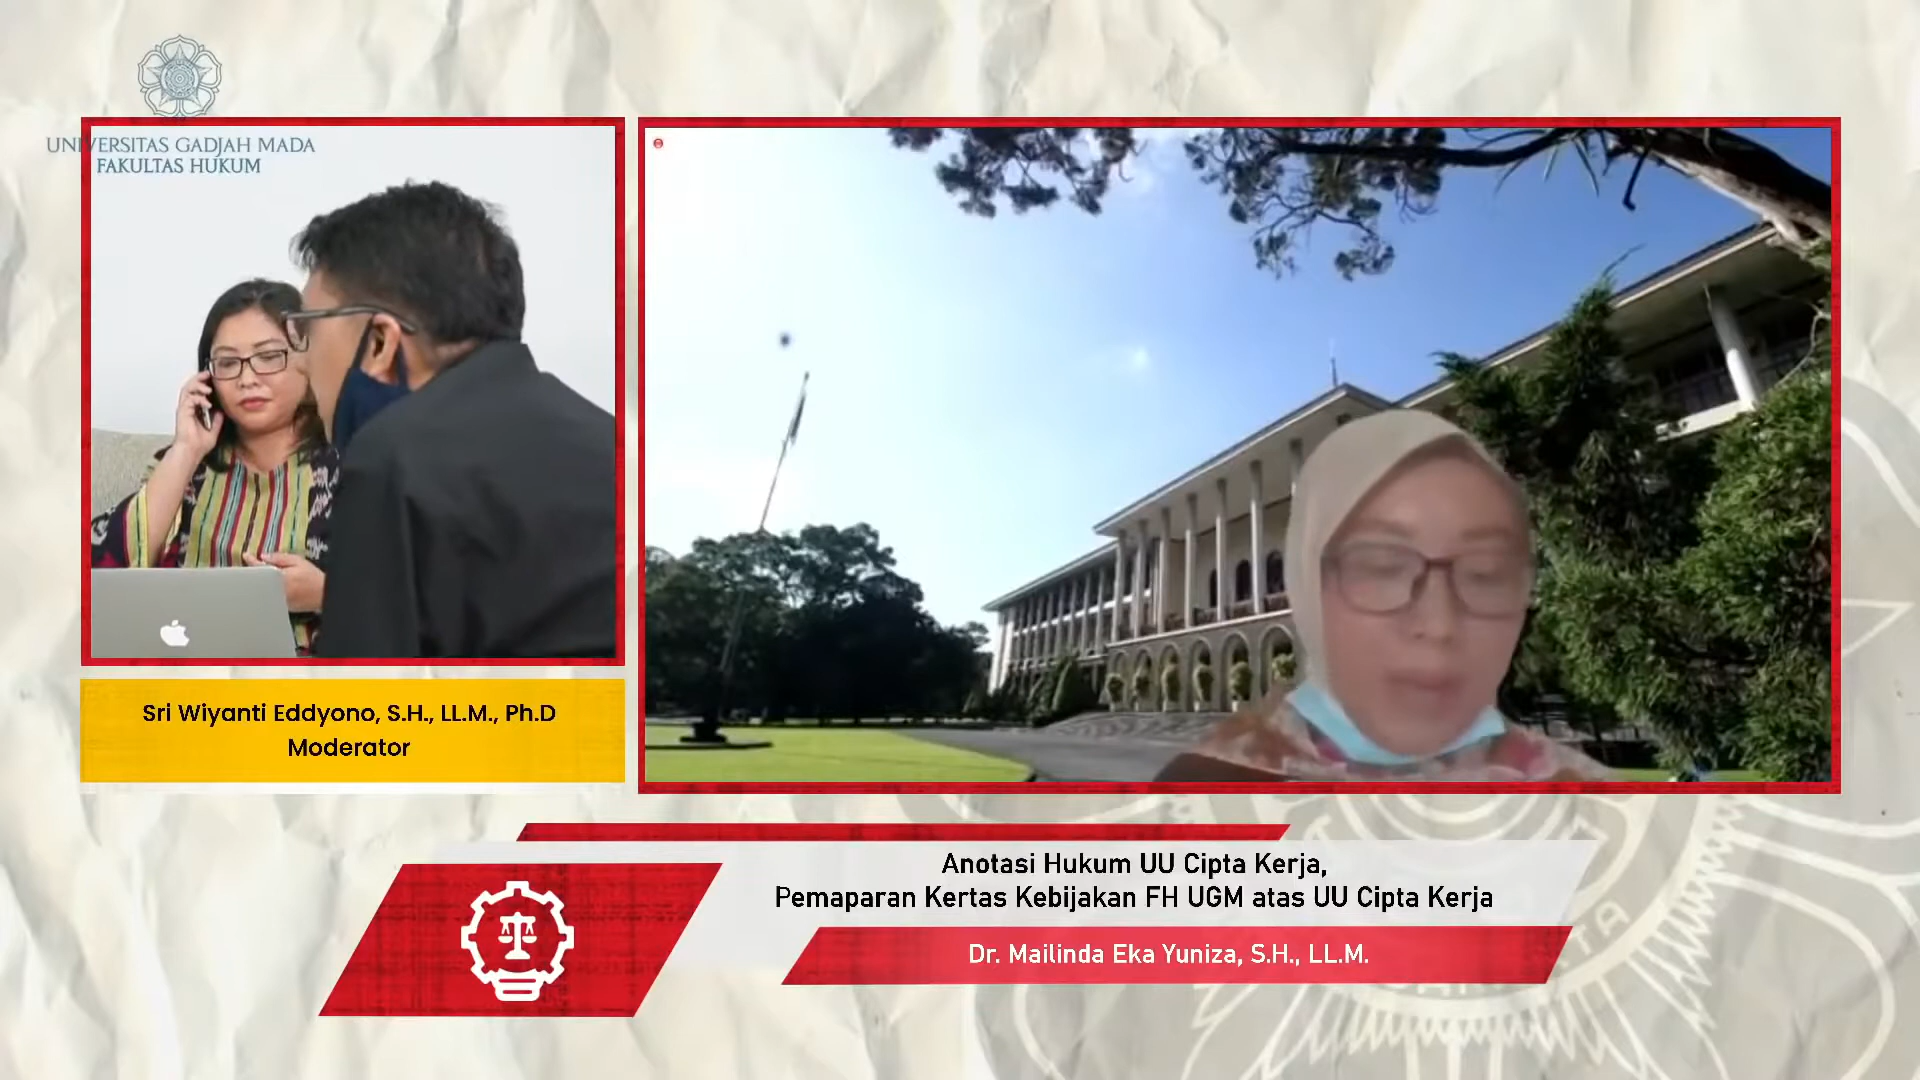 UNIVERSITAS GADJAH MADA
FAKULTAS HUKUM
Sri Wiyanti Eddyono, S.H., LL.M., Ph.D
Moderator
Anotasi Hukum UU Cipta Kerja,
Pemaparan Kertas Kebijakan FH UGM atas UU Cipta Kerja
Dr. Mailinda Eka Yuniza, S.H., LL.M.